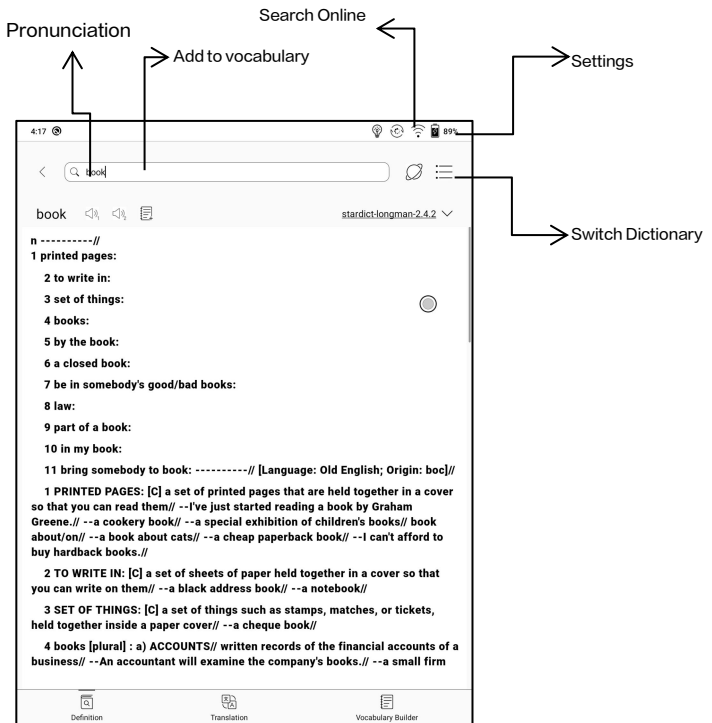 Search Online
Pronunciation
Add to vocabulary
Settings
4:17
89%
book
book
stardict-longman-2.4.2
Switch Dictionary
n ----------//
1 printed pages:
2 to write in:
3 set of things:
4 books:
5 by the book:
6 a closed book:
7 be in somebody's good/bad books:
8 law:
9 part of a book:
10 in my book:
11 bring somebody to book: ----------// [Language: Old English; Origin: boc]//
1 PRINTED PAGES: [C] a set of printed pages that are held together in a cover
so that you can read them// --I've just started reading a book by Graham
Greene.// --a cookery book// --a special exhibition of children's books// book
about/on// --a book about cats// --a cheap paperback book// --I can't afford to
buy hardback books.//
2 TO WRITE IN: [C] a set of sheets of paper held together in a cover so that
you can write on them// --a black address book// --a notebook//
3 SET OF THINGS: [C] a set of things such as stamps, matches, or tickets,
held together inside a paper cover// --a cheque book//
4 books [plural] : a) ACCOUNTS// written records of the financial accounts of a
business// --An accountant will examine the company's books.// --a small firm
Definition
Translation
Vocabulary Builder